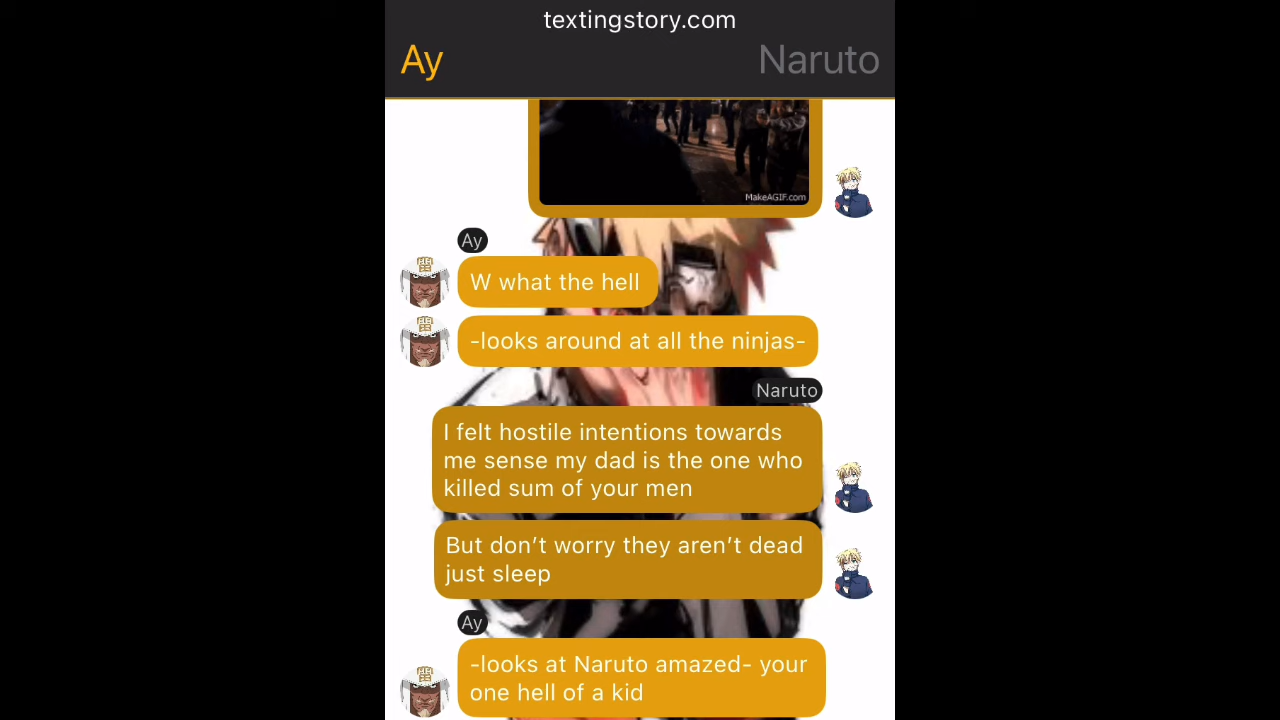 textingstory.com
Ay
Naruto
MakeAGIF.com
Ay
W what the hell
-looks around at all the ninjas-
Naruto
I felt hostile intentions towards
me sense my dad is the one who
killed sum of your men
But don’t worry they aren’t dead
just sleep
Ay
-looks at Naruto amazed- your
one hell of a kid